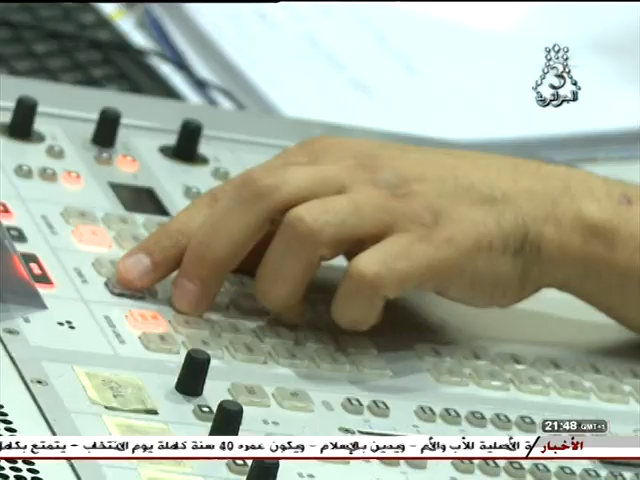 3
الجزائرية
21:48 GMT+1
الأخبار
ة الأصلية للأب والأم – ويدين بالإسلام – ويكون عمره 40 سنة كاملة يوم الانتخاب – يتمتع بكامل